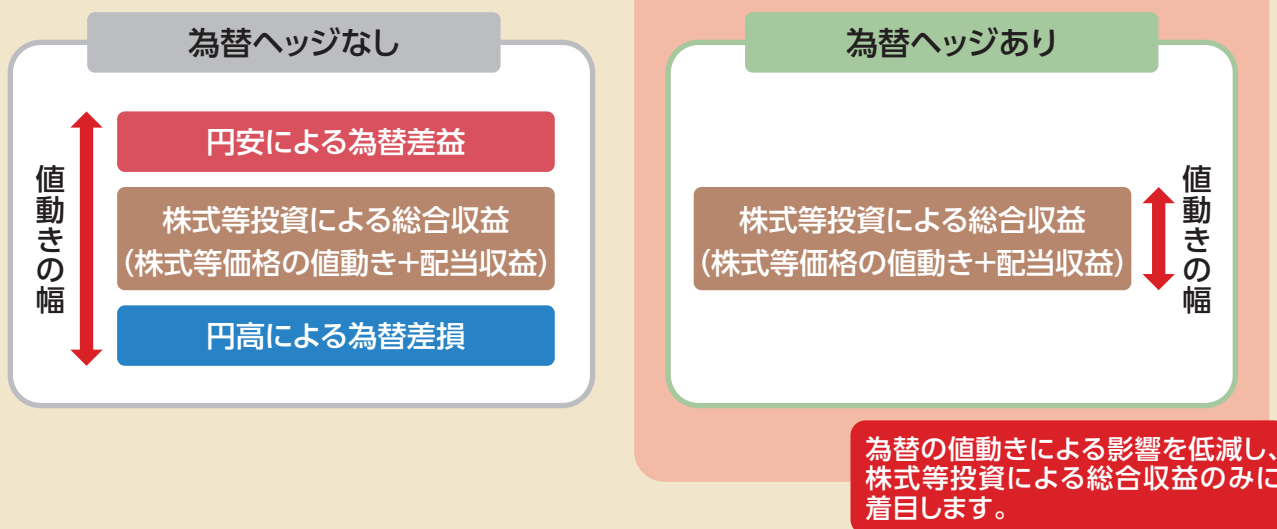 為替ヘッジなし
値動きの幅
円安による為替差益
株式等投資による総合収益
(株式等価格の値動き+配当収益)
円高による為替差損
為替ヘッジあり
株式等投資による総合収益
(株式等価格の値動き+配当収益)
値動きの幅
為替の値動きによる影響を低減し、
株式等投資による総合収益のみに
着目します。